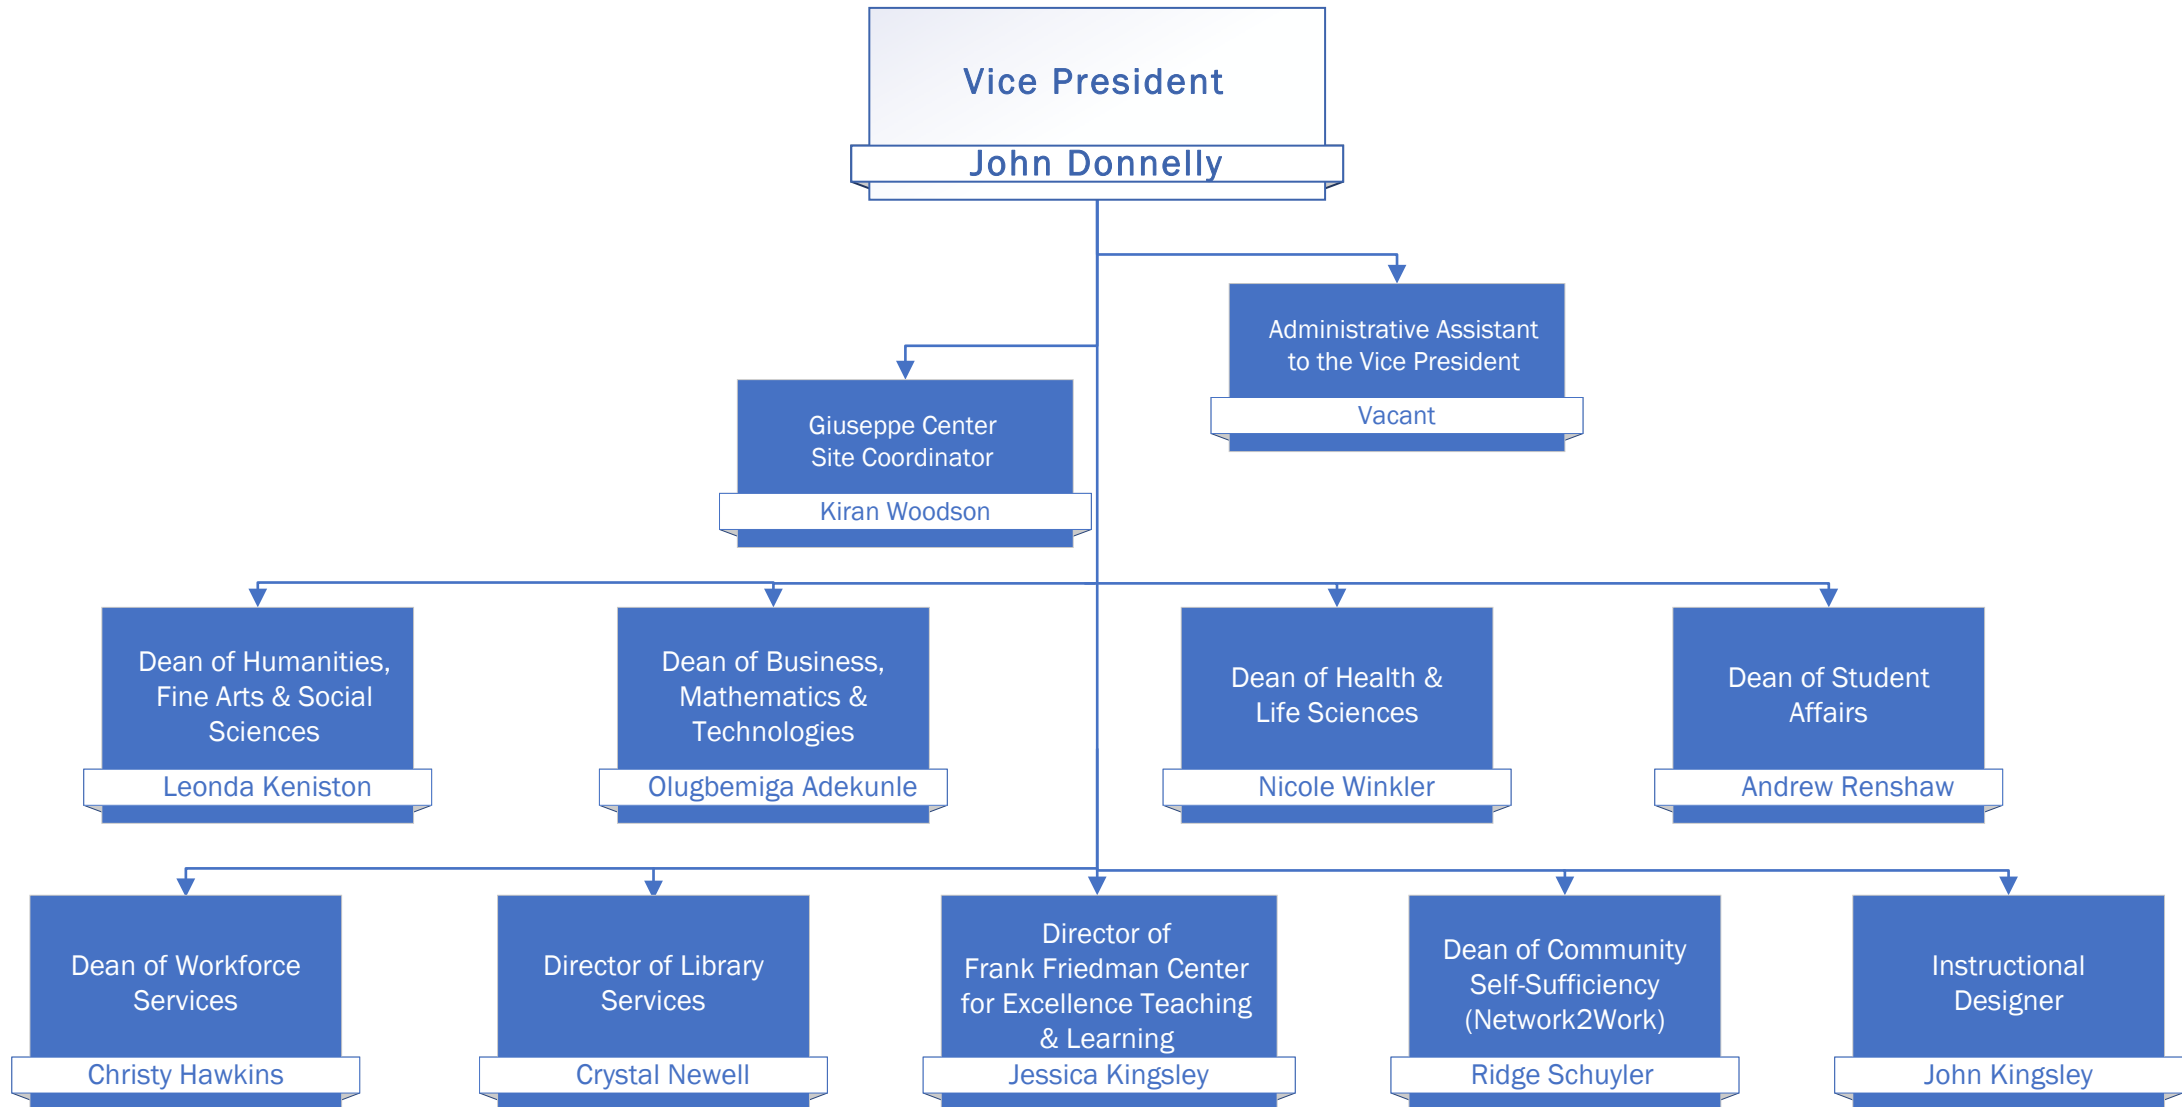 Vice President
John Donnelly
Administrative Assistant
to the Vice President
Vacant
Giuseppe Center
Site Coordinator
Kiran Woodson
Dean of Humanities,
Fine Arts & Social
Sciences
Leonda Keniston
Dean of Business,
Mathematics &
Technologies
Olugbemiga Adekunle
Dean of Health &
Life Sciences
Nicole Winkler
Dean of Student
Affairs
Andrew Renshaw
Dean of Workforce
Services
Christy Hawkins
Director of Library
Services
Crystal Newell
Director of
Frank Friedman Center
for Excellence Teaching
& Learning
Jessica Kingsley
Dean of Community
Self-Sufficiency
(Network2Work)
Ridge Schuyler
Instructional
Designer
John Kingsley